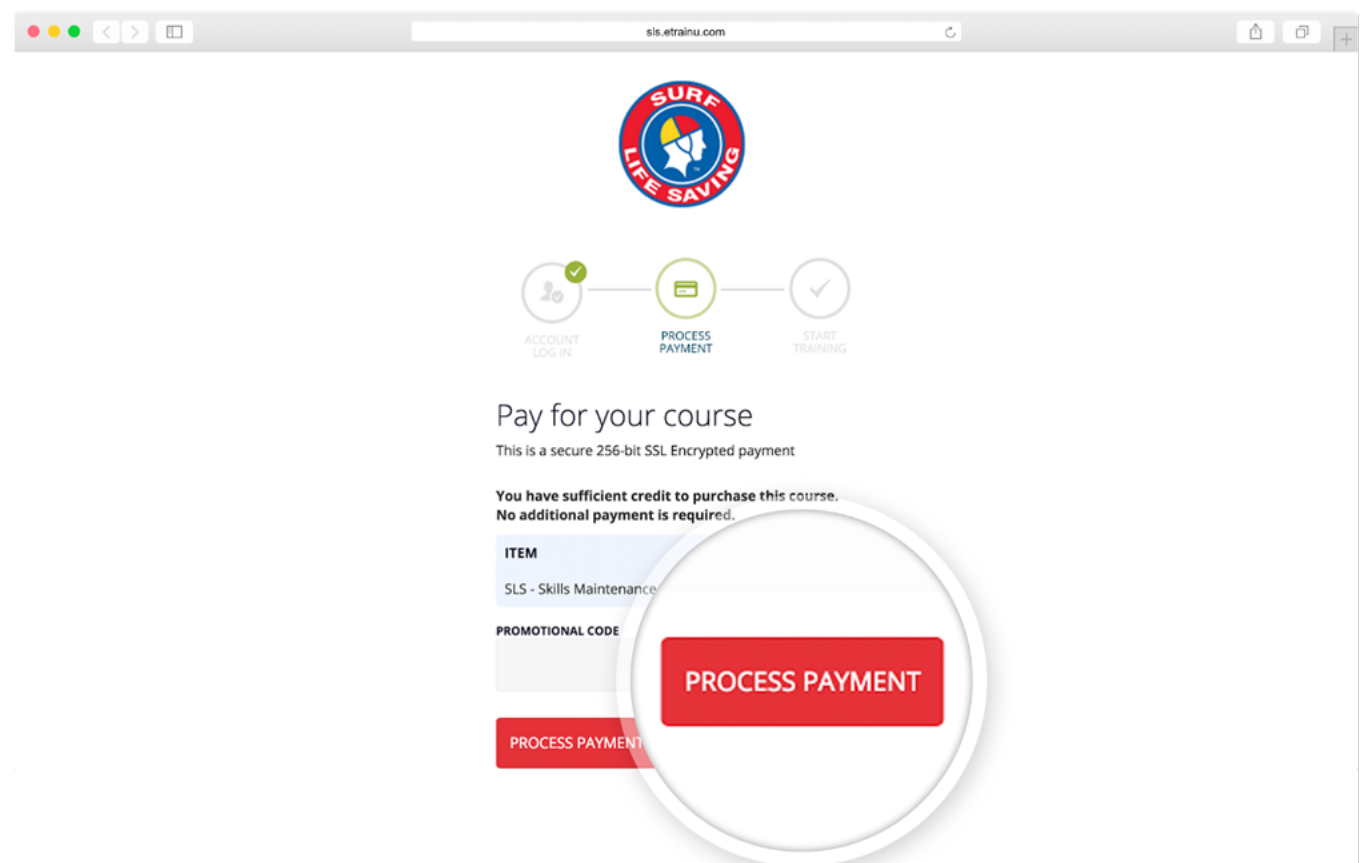 sls.etrainu.com
SURF
LIFE SAVING
TM
ACCOUNT
LOG IN
PROCESS
PAYMENT
START
TRAINING
Pay for your course
This is a secure 256-bit SSL Encrypted payment
You have sufficient credit to purchase this course.
No additional payment is required.
ITEM
SLS - Skills Maintenance
PROMOTIONAL CODE
PROCESS PAYMENT
PROCESS PAYMENT